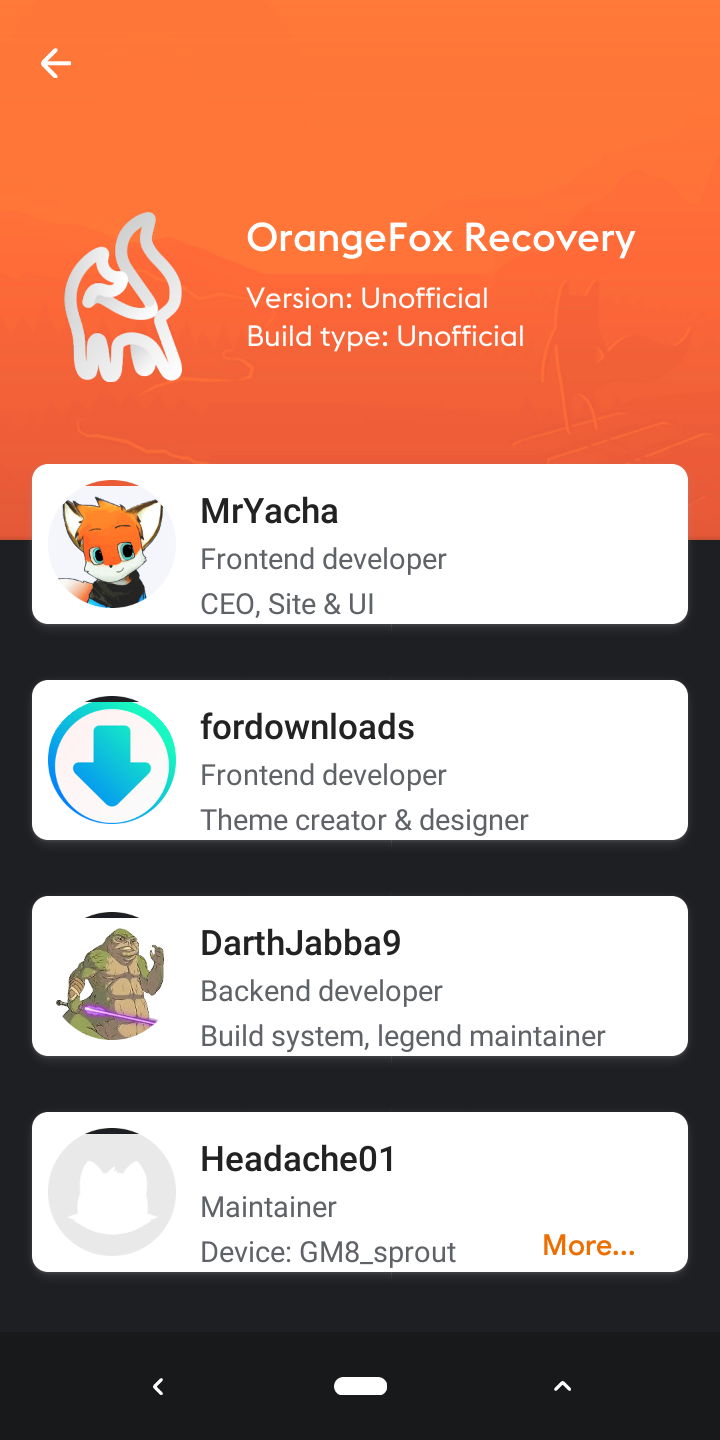 OrangeFox Recovery
Version: Unofficial
Build type: Unofficial
MrYacha
Frontend developer
CEO, Site & UI
fordownloads
Frontend developer
Theme creator & designer
DarthJabba9
Backend developer
Build system, legend maintainer
Headache01
Maintainer
Device: GM8_sprout
More...